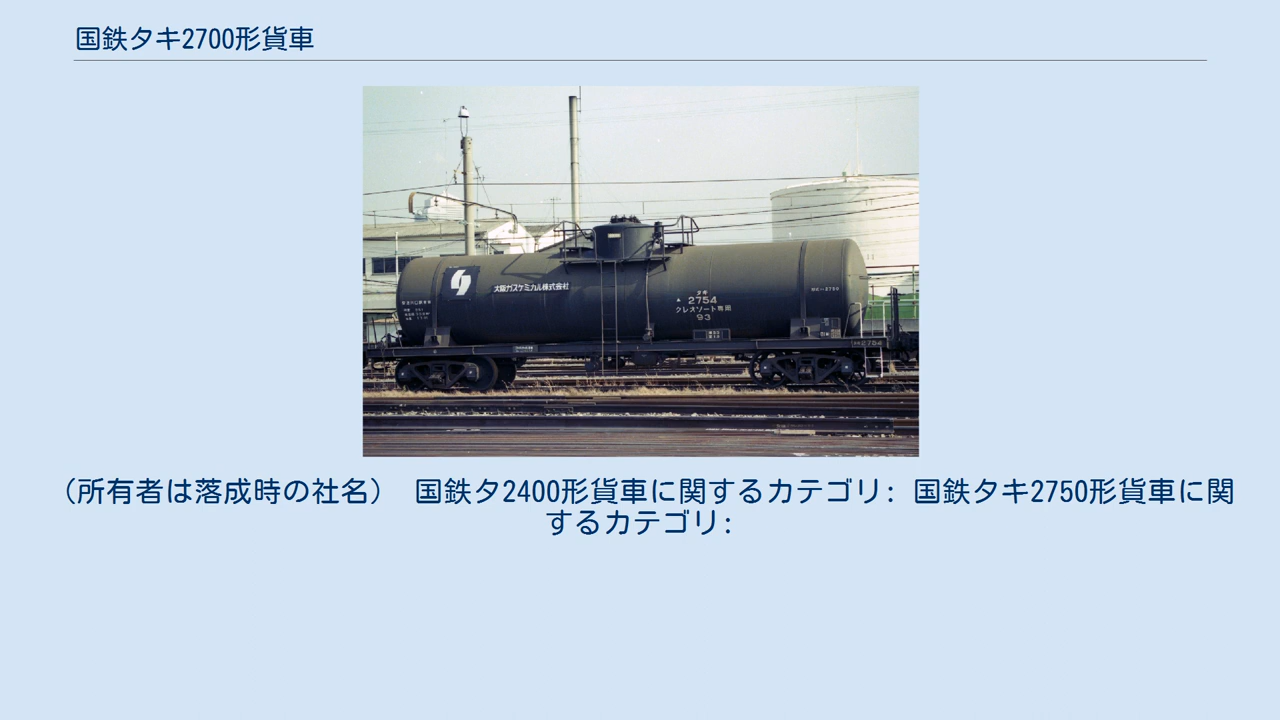 国鉄タキ2700形貨車
大阪ガスケミカル株式会社
タキ
2754
クレオソート専用
93
（所有者は落成時の社名） 国鉄タ2400形貨車に関するカテゴリ: 国鉄タキ2750形貨車に関
するカテゴリ: